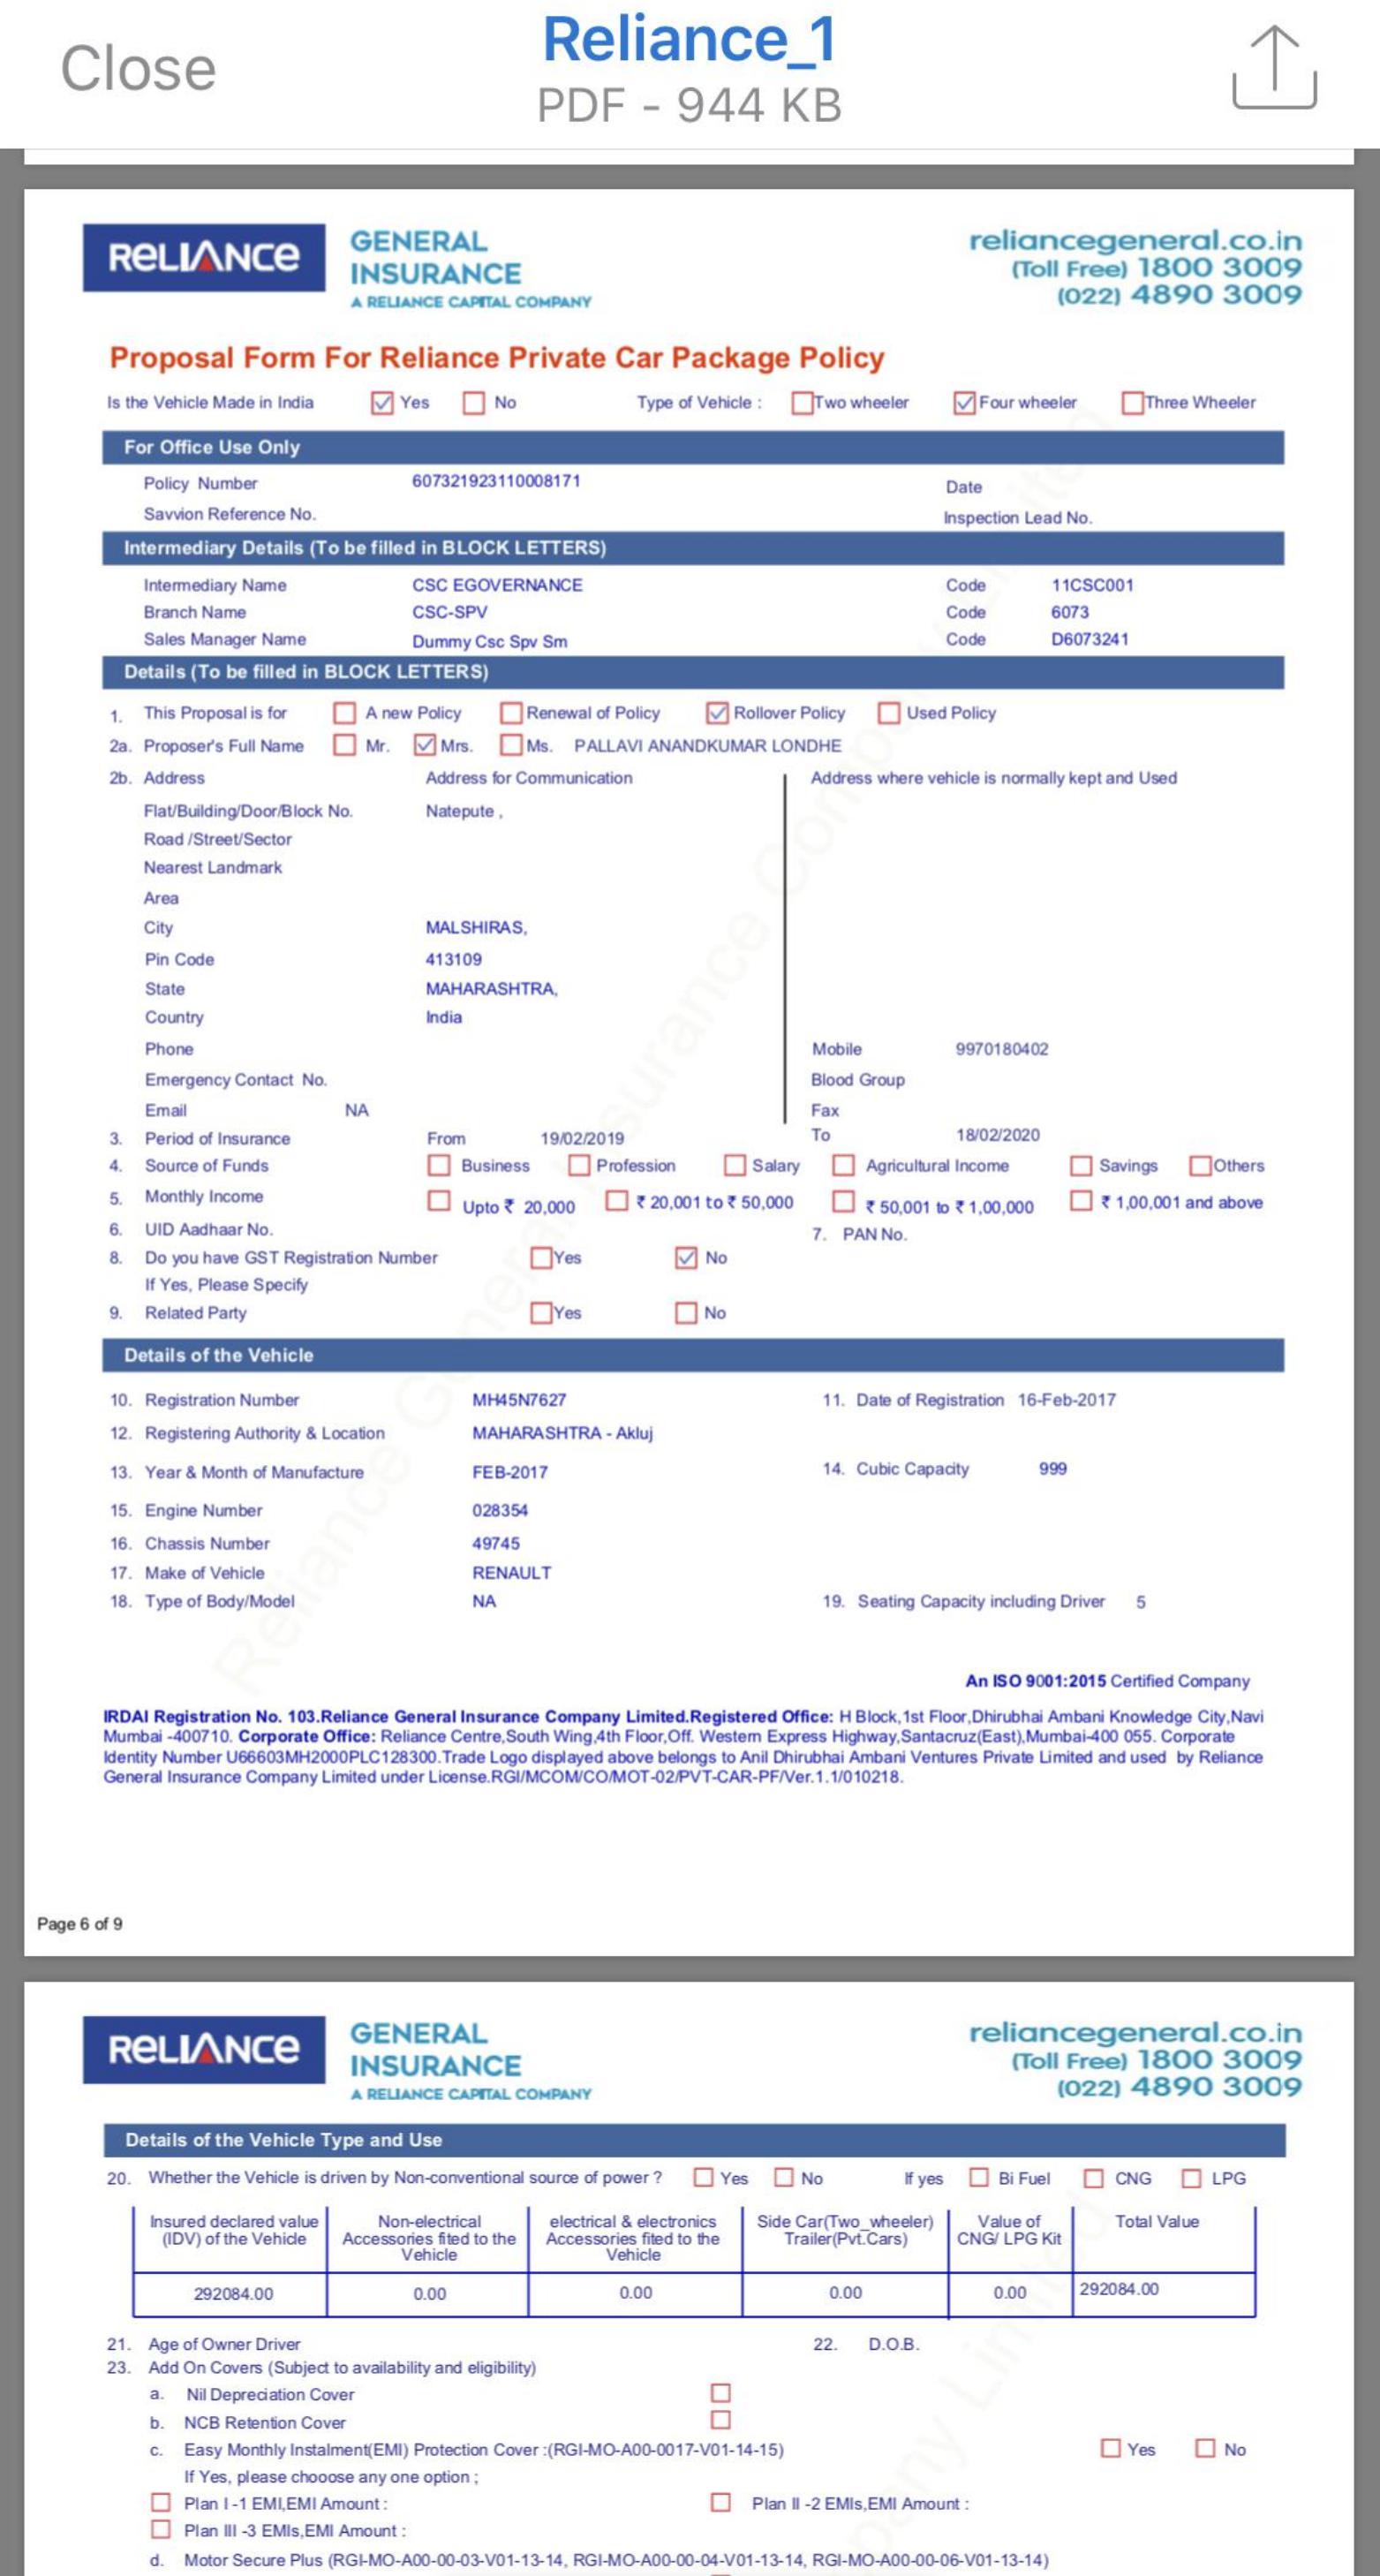 Close
Reliance_1
PDF - 944 KB
RELIANCE
GENERAL
INSURANCE
A RELIANCE CAPITAL COMPANY
reliancegeneral.co.in
(Toll Free) 1800 3009
(022) 4890 3009
Proposal Form For Reliance Private Car Package Policy
Is the Vehicle Made in India Yes No Type of Vehicle : Two wheeler Four wheeler Three Wheeler
For Office Use Only
Policy Number 607321923110008171 Date
Savvion Reference No. Inspection Lead No.
Intermediary Details (To be filled in BLOCK LETTERS)
Intermediary Name CSC EGOVERNANCE Code 11CSC001
Branch Name CSC-SPV Code 6073
Sales Manager Name Dummy Csc Spv Sm Code D6073241
Details (To be filled in BLOCK LETTERS)
1. This Proposal is for A new Policy Renewal of Policy Rollover Policy Used Policy
2a. Proposer's Full Name Mr. Mrs. Ms. PALLAVI ANANDKUMAR LONDHE
2b. Address Address for Communication Address where vehicle is normally kept and Used
Flat/Building/Door/Block No. Natepute ,
Road /Street/Sector
Nearest Landmark
Area
City MALSHIRAS,
Pin Code 413109
State MAHARASHTRA,
Country India
Phone Mobile 9970180402
Emergency Contact No. Blood Group
Email NA Fax
3. Period of Insurance From 19/02/2019 To 18/02/2020
4. Source of Funds Business Profession Salary Agricultural Income Savings Others
5. Monthly Income Upto ₹ 20,000 ₹ 20,001 to ₹ 50,000 ₹ 50,001 to ₹ 1,00,000 ₹ 1,00,001 and above
6. UID Aadhaar No. 7. PAN No.
8. Do you have GST Registration Number Yes No
If Yes, Please Specify
9. Related Party Yes No
Details of the Vehicle
10. Registration Number MH45N7627 11. Date of Registration 16-Feb-2017
12. Registering Authority & Location MAHARASHTRA - Akluj
13. Year & Month of Manufacture FEB-2017 14. Cubic Capacity 999
15. Engine Number 028354
16. Chassis Number 49745
17. Make of Vehicle RENAULT
18. Type of Body/Model NA 19. Seating Capacity including Driver 5
An ISO 9001:2015 Certified Company
IRDAI Registration No. 103.Reliance General Insurance Company Limited.Registered Office: H Block,1st Floor,Dhirubhai Ambani Knowledge City,Navi
Mumbai -400710. Corporate Office: Reliance Centre,South Wing,4th Floor,Off. Western Express Highway,Santacruz(East),Mumbai-400 055. Corporate
Identity Number U66603MH2000PLC128300.Trade Logo displayed above belongs to Anil Dhirubhai Ambani Ventures Private Limited and used by Reliance
General Insurance Company Limited under License.RGI/MCOM/CO/MOT-02/PVT-CAR-PF/Ver.1.1/010218.
Reliance General Insurance Company Limited
Page 6 of 9
RELIANCE
GENERAL
INSURANCE
A RELIANCE CAPITAL COMPANY
reliancegeneral.co.in
(Toll Free) 1800 3009
(022) 4890 3009
Details of the Vehicle Type and Use
20. Whether the Vehicle is driven by Non-conventional source of power ? Yes No If yes Bi Fuel CNG LPG
Insured declared value (IDV) of the Vehicle Non-electrical Accessories fited to the Vehicle electrical & electronics Accessories fited to the Vehicle Side Car(Two_wheeler) Trailer(Pvt.Cars) Value of CNG/ LPG Kit Total Value
292084.00 0.00 0.00 0.00 0.00 292084.00
21. Age of Owner Driver 22. D.O.B.
23. Add On Covers (Subject to availability and eligibility)
a. Nil Depreciation Cover
b. NCB Retention Cover
c. Easy Monthly Instalment(EMI) Protection Cover :(RGI-MO-A00-0017-V01-14-15) Yes No
If Yes, please chooose any one option ;
Plan I -1 EMI,EMI Amount : Plan II -2 EMIs,EMI Amount :
Plan III -3 EMIs,EMI Amount :
d. Motor Secure Plus (RGI-MO-A00-00-03-V01-13-14, RGI-MO-A00-00-04-V01-13-14, RGI-MO-A00-00-06-V01-13-14)
pany Limited